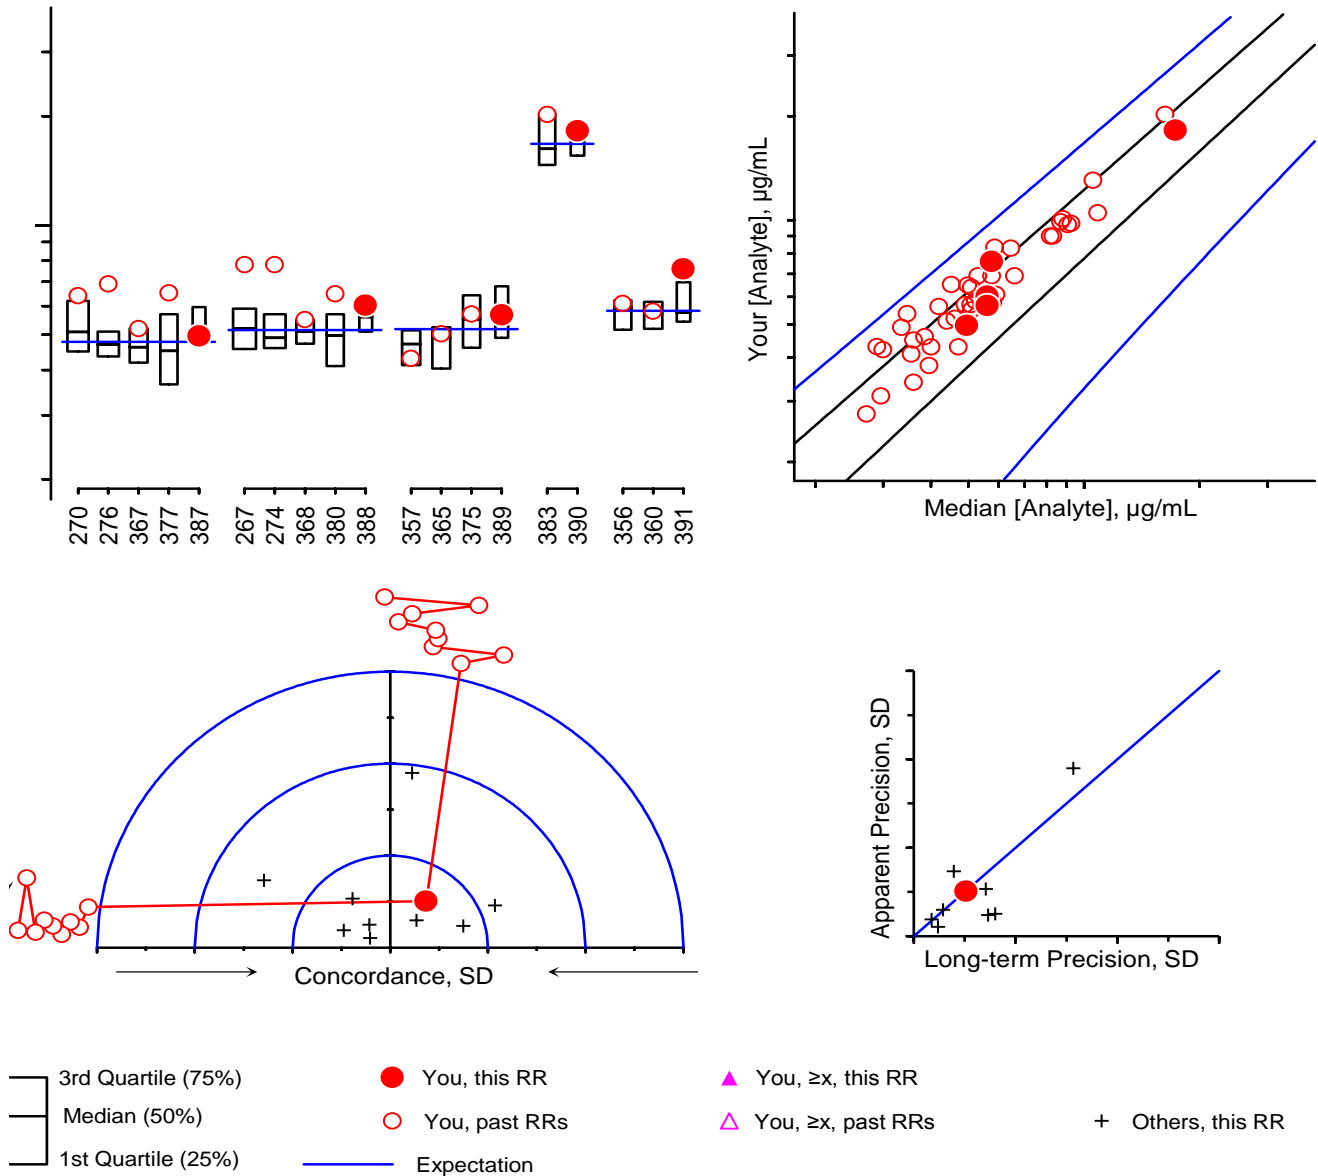 270 276 367 377 387 267 274 368 380 388 357 365 375 389 383 390 356 360 391
Your [Analyte], µg/mL
Median [Analyte], µg/mL
Concordance, SD
Apparent Precision, SD
Long-term Precision, SD
3rd Quartile (75%)
Median (50%)
1st Quartile (25%)
You, this RR
You, past RRs
Expectation
You, ≥x, this RR
You, ≥x, past RRs
Others, this RR